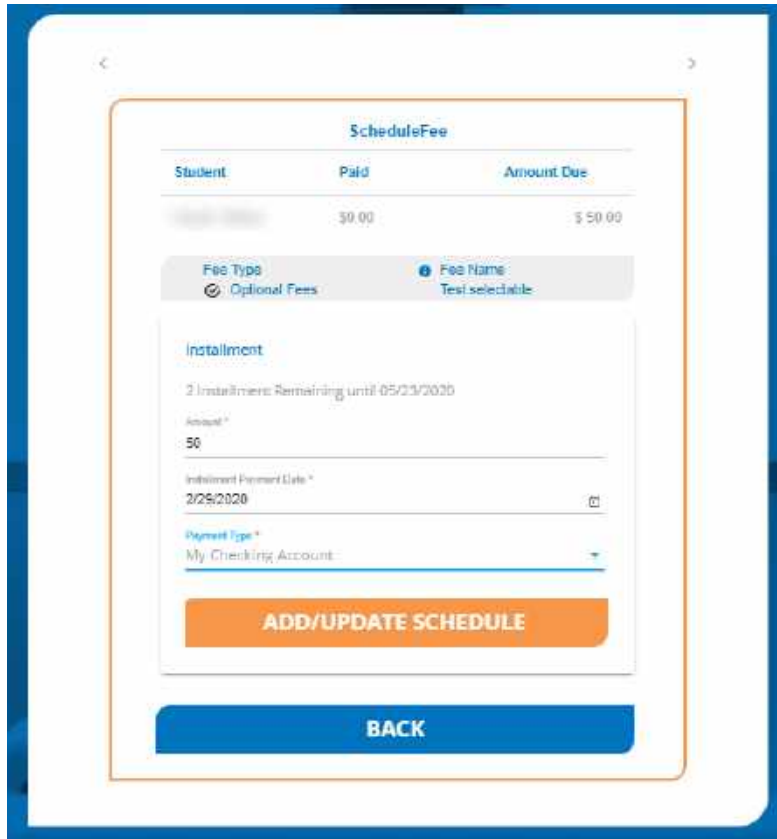 ScheduleFee
Student Paid Amount Due
$0.00 $ 50.00
Fee Type Fee Name
Optional Fees Test selectable
Installment
2 Installment Remaining until 05/23/2020
Amount *
50
Installment Payment Date *
2/29/2020
Payment Type *
My Checking Account
ADD/UPDATE SCHEDULE
BACK